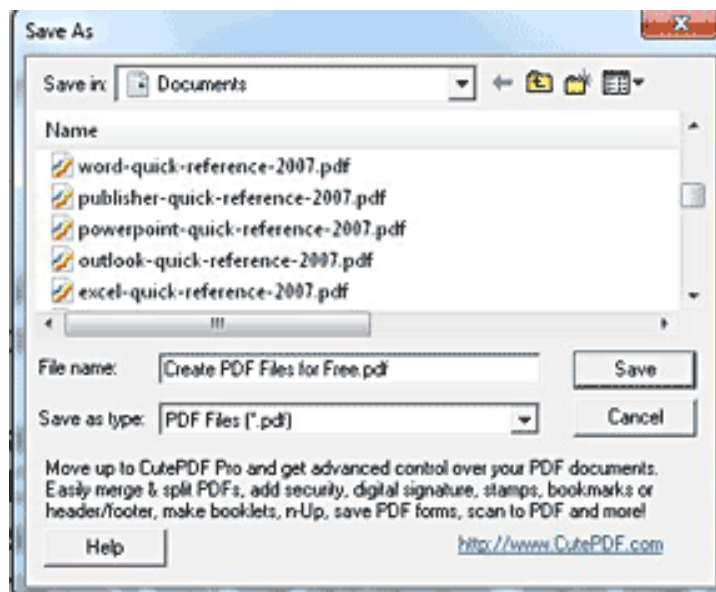 Save As
Save in: Documents
Name
word-quick-reference-2007.pdf
publisher-quick-reference-2007.pdf
powerpoint-quick-reference-2007.pdf
outlook-quick-reference-2007.pdf
excel-quick-reference-2007.pdf
File name: Create PDF Files for Free.pdf Save
Save as type: PDF Files (*.pdf) Cancel
Move up to CutePDF Pro and get advanced control over your PDF documents.
Easily merge & split PDFs, add security, digital signature, stamps, bookmarks or
header/footer, make booklets, n-Up, save PDF forms, scan to PDF and more!
Help http://www.CutePDF.com